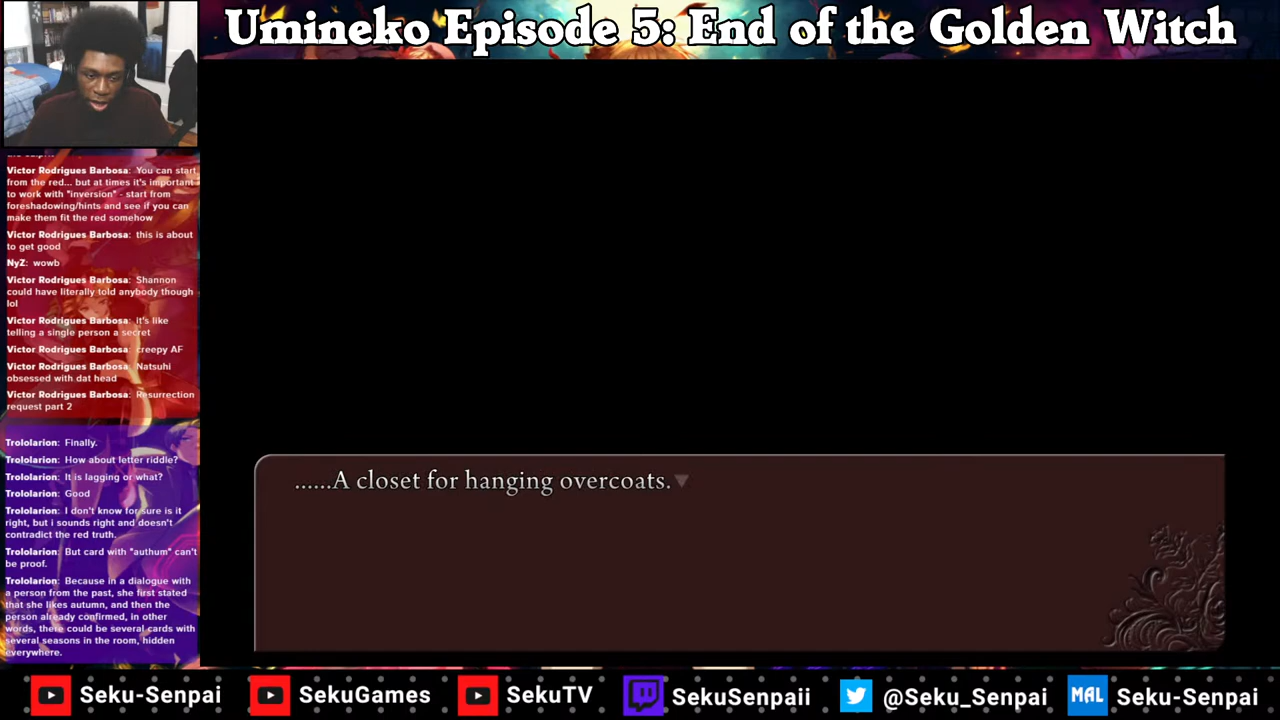 Umineko Episode 5: End of the Golden Witch
Victor Rodrigues Barbosa: You can start
from the red... but at times it's important
to work with "inversion" - start from
foreshadowing/hints and see if you can
make them fit the red somehow
Victor Rodrigues Barbosa: this is about
to get good
NyZ: wowb
Victor Rodrigues Barbosa: Shannon
could have literally told anybody though
lol
Victor Rodrigues Barbosa: it's like
telling a single person a secret
Victor Rodrigues Barbosa: creepy AF
Victor Rodrigues Barbosa: Natsuhi
obsessed with dat head
Victor Rodrigues Barbosa: Resurrection
request part 2
Trololarion: Finally.
Trololarion: How about letter riddle?
Trololarion: It is lagging or what?
Trololarion: Good
Trololarion: I don't know for sure is it
right, but i sounds right and doesn't
contradict the red truth.
Trololarion: But card with "authum" can't
be proof.
Trololarion: Because in a dialogue with
a person from the past, she first stated
that she likes autumn, and then the
person already confirmed, in other
words, there could be several cards with
several seasons in the room, hidden
everywhere.
......A closet for hanging overcoats.
Seku-Senpai SekuGames SekuTV SekuSenpaii @Seku_Senpai MAL Seku-Senpai